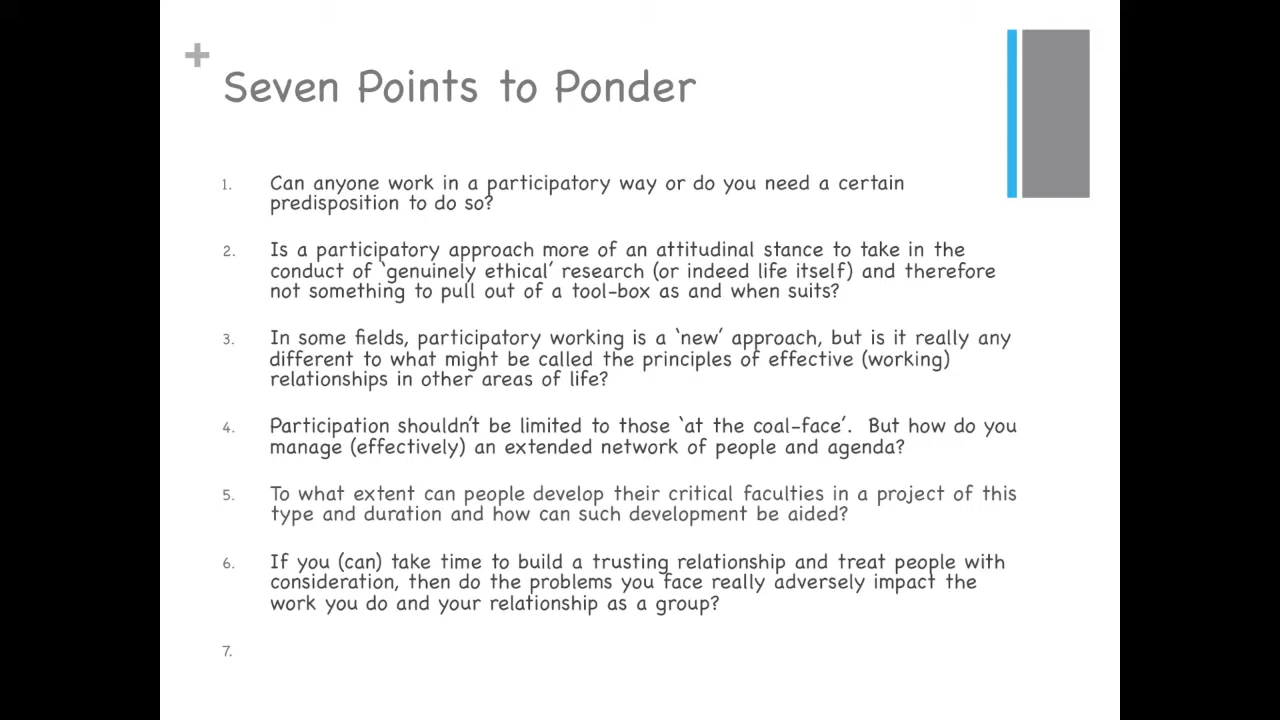 +
Seven Points to Ponder
1. Can anyone work in a participatory way or do you need a certain
predisposition to do so?
2. Is a participatory approach more of an attitudinal stance to take in the
conduct of ‘genuinely ethical’ research (or indeed life itself) and therefore
not something to pull out of a tool-box as and when suits?
3. In some fields, participatory working is a ‘new’ approach, but is it really any
different to what might be called the principles of effective (working)
relationships in other areas of life?
4. Participation shouldn’t be limited to those ‘at the coal-face’. But how do you
manage (effectively) an extended network of people and agenda?
5. To what extent can people develop their critical faculties in a project of this
type and duration and how can such development be aided?
6. If you (can) take time to build a trusting relationship and treat people with
consideration, then do the problems you face really adversely impact the
work you do and your relationship as a group?
7.